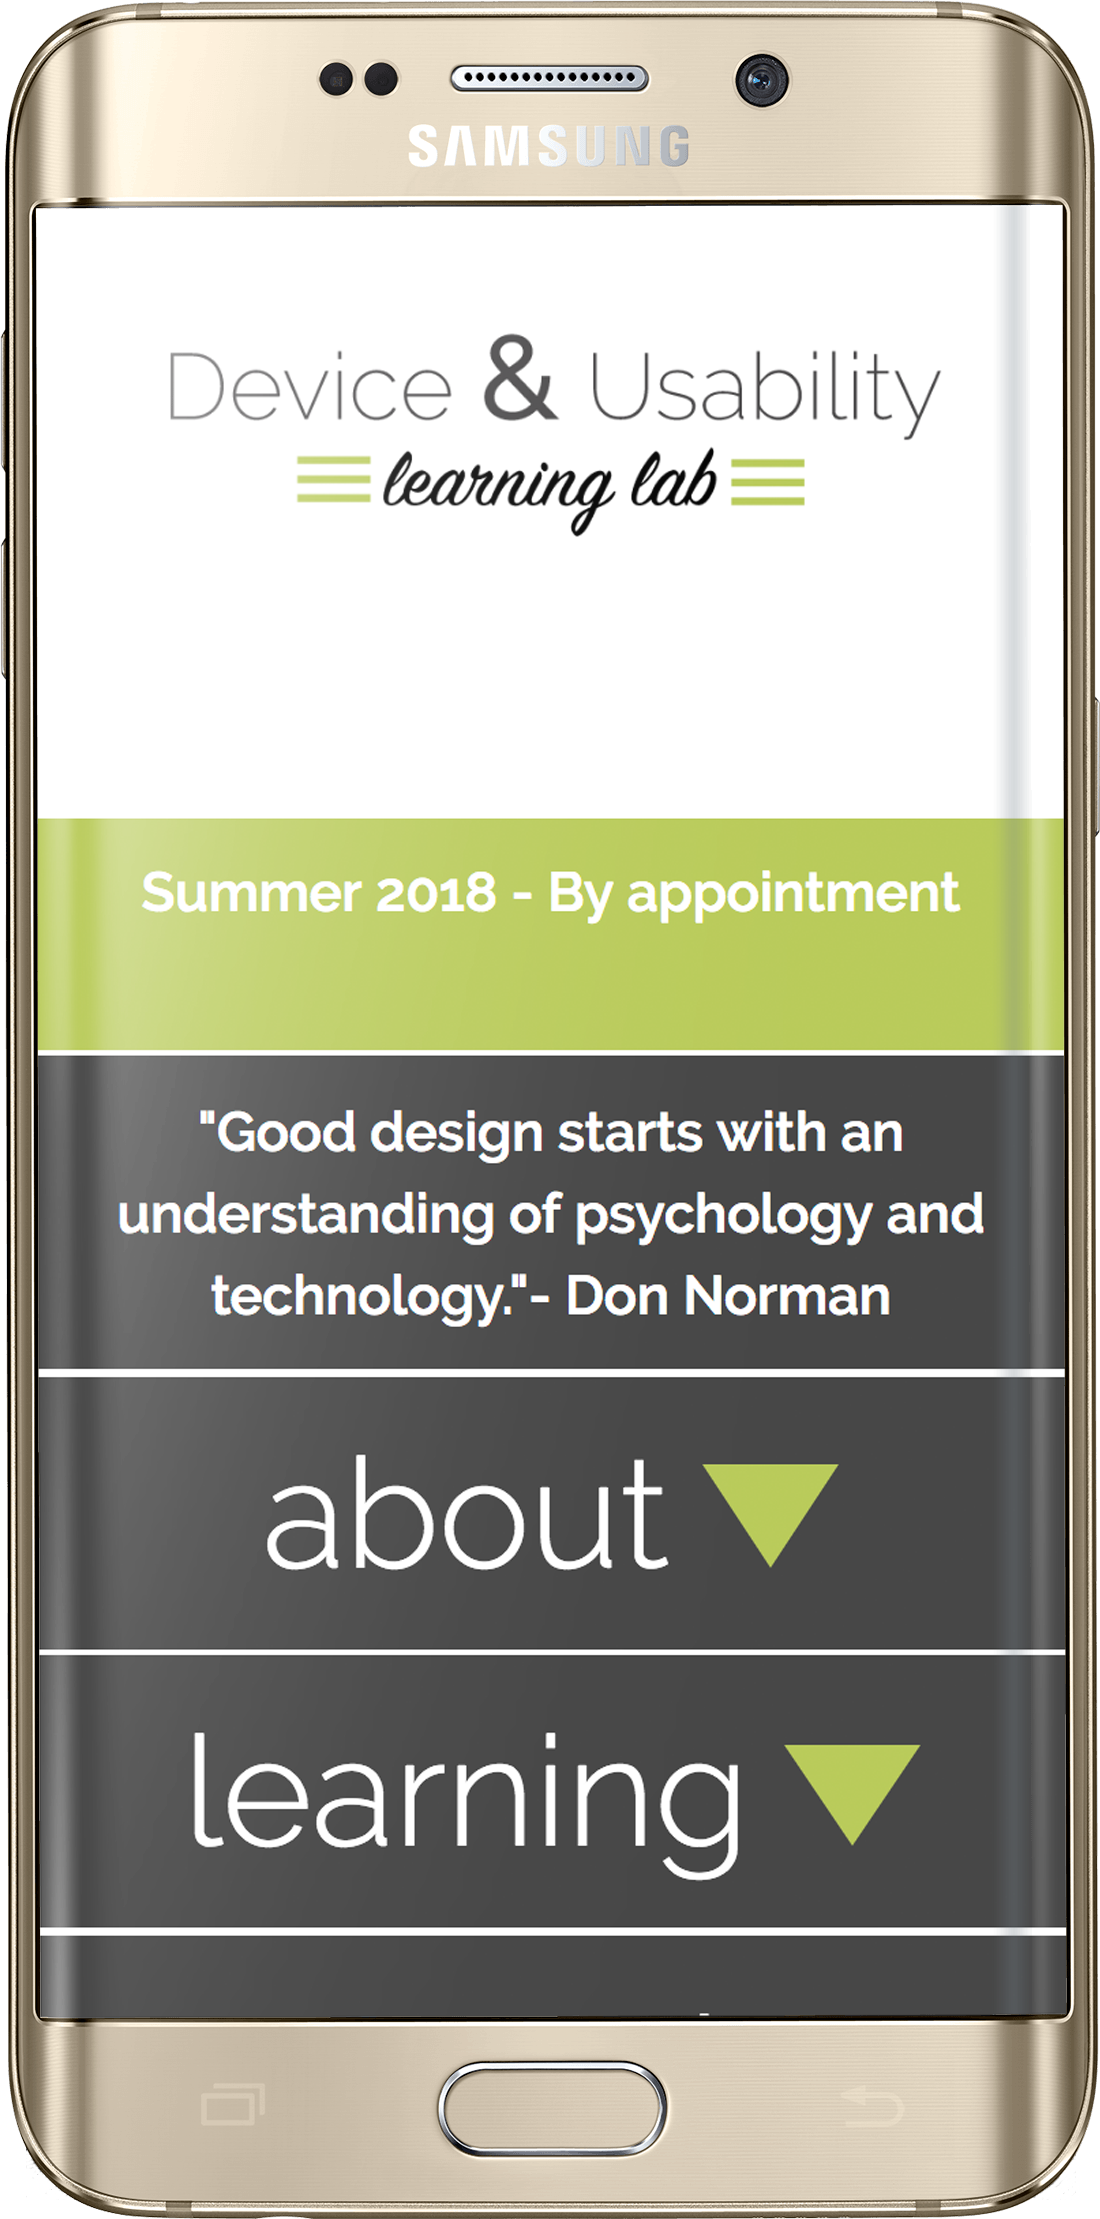 SAMSUNG
Device & Usability
learning lab
Summer 2018 - By appointment
"Good design starts with an
understanding of psychology and
technology."- Don Norman
about
learning